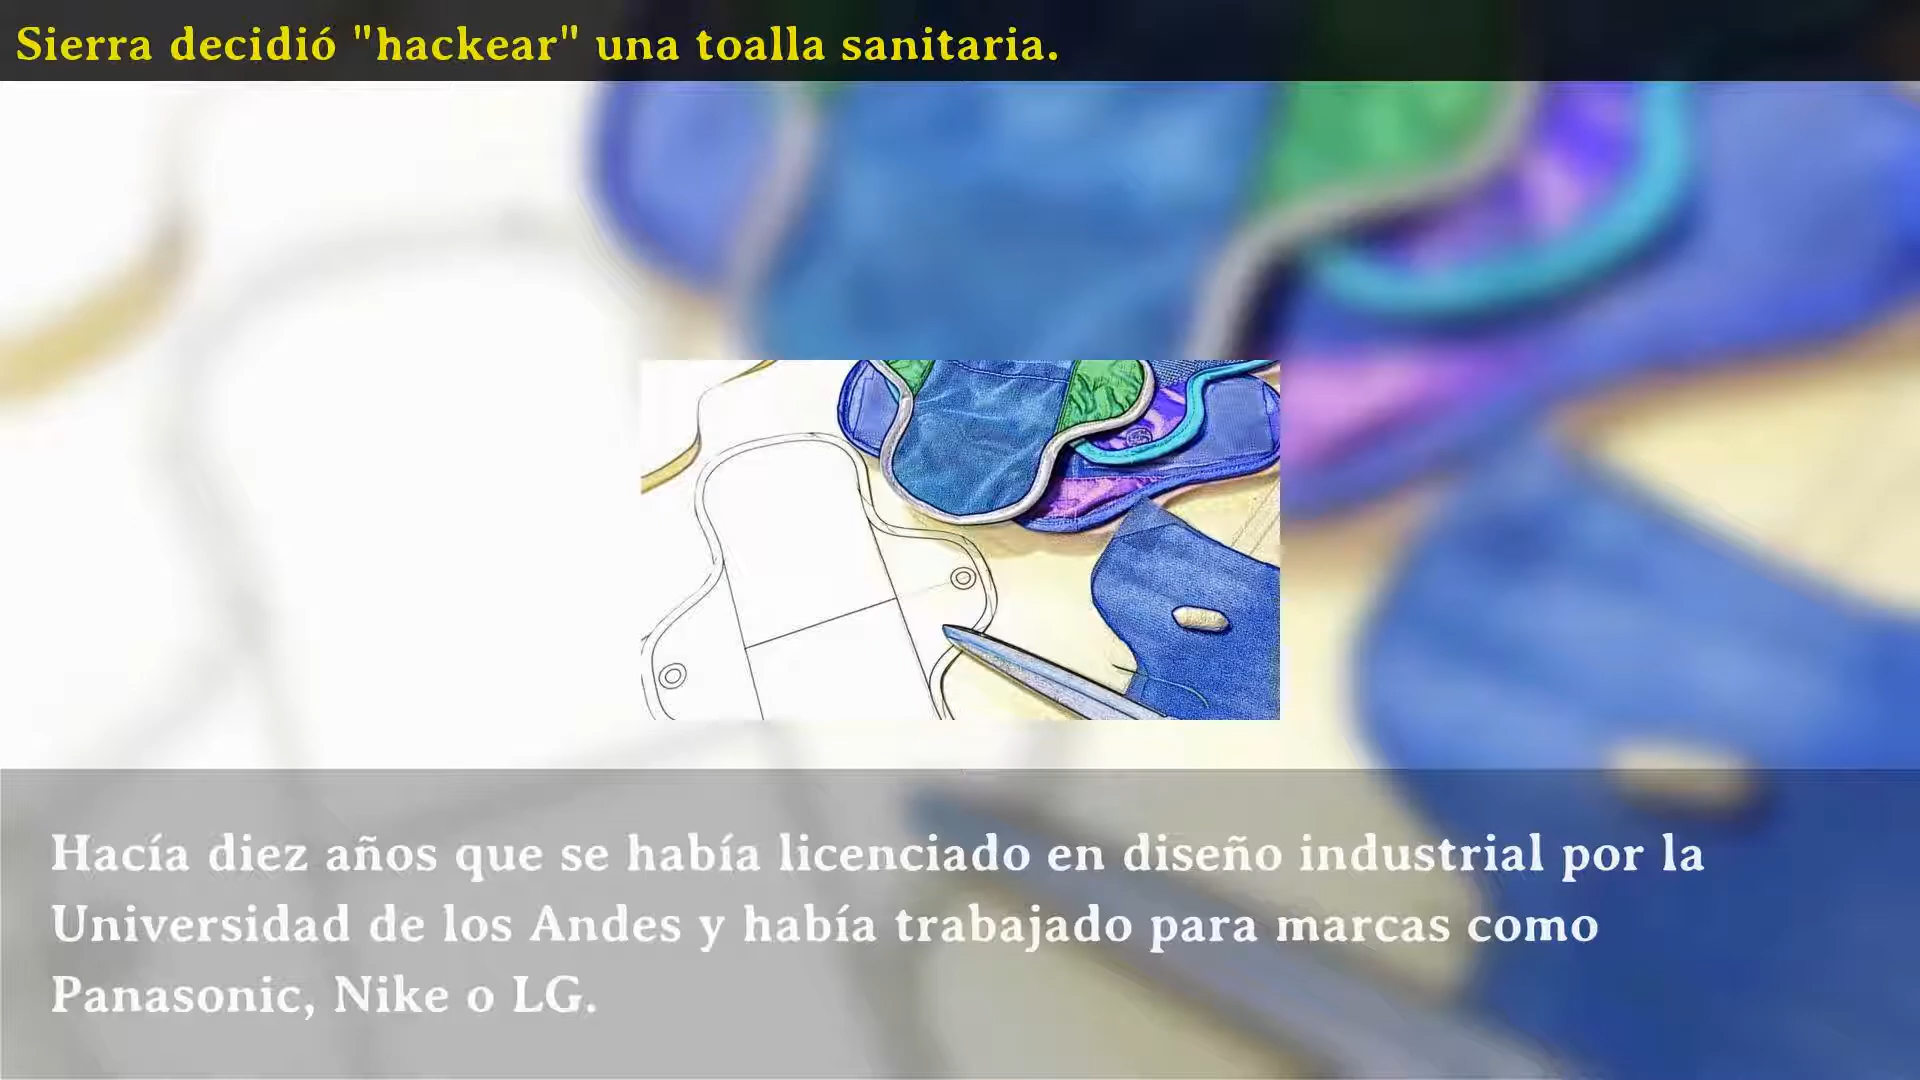 Sierra decidió "hackear" una toalla sanitaria.
Hacía diez años que se había licenciado en diseño industrial por la
Universidad de los Andes y había trabajado para marcas como
Panasonic, Nike o LG.